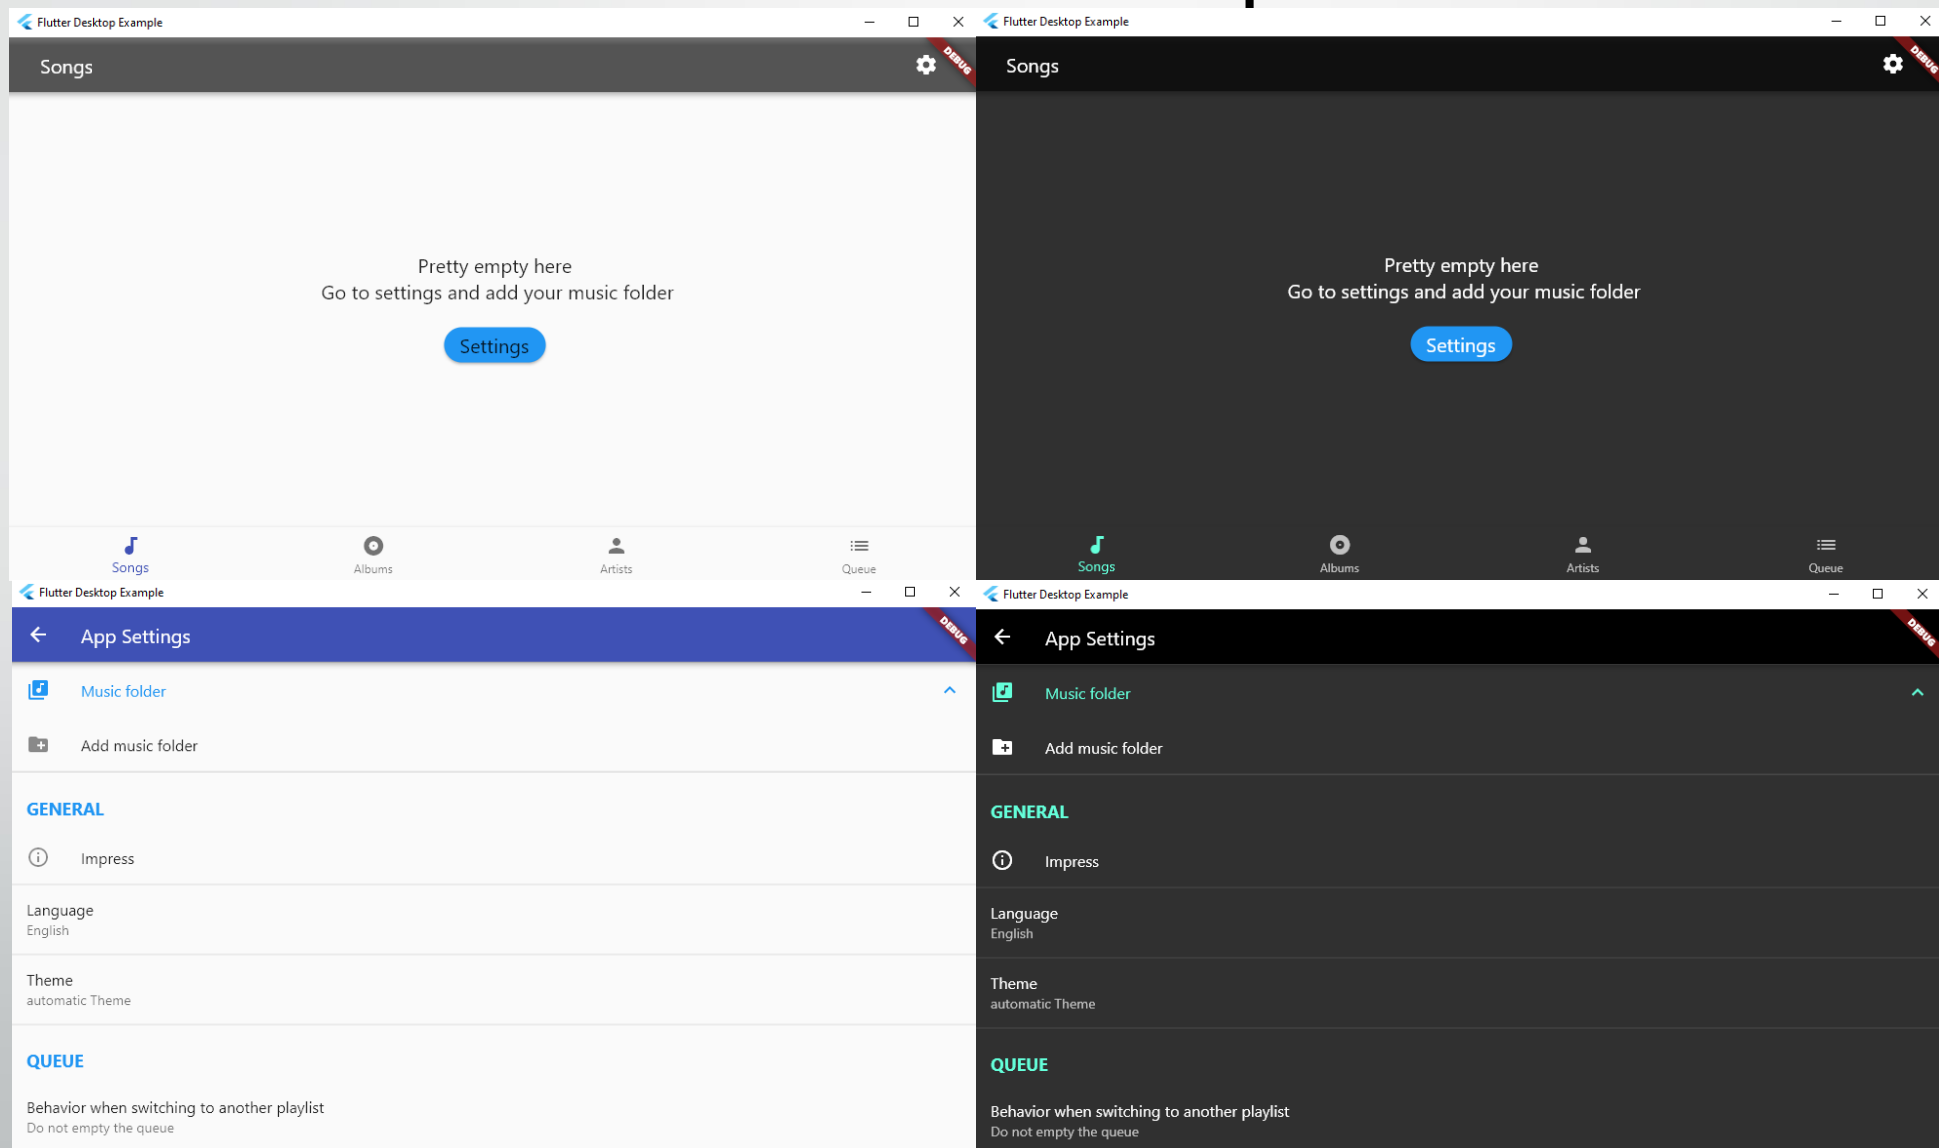 Flutter Desktop Example
Songs
DEBUG
Pretty empty here
Go to settings and add your music folder
Settings
Songs
Albums
Artists
Queue
Flutter Desktop Example
Songs
DEBUG
Pretty empty here
Go to settings and add your music folder
Settings
Songs
Albums
Artists
Queue
Flutter Desktop Example
App Settings
DEBUG
Music folder
Add music folder
GENERAL
Impress
Language
English
Theme
automatic Theme
QUEUE
Behavior when switching to another playlist
Do not empty the queue
Flutter Desktop Example
App Settings
DEBUG
Music folder
Add music folder
GENERAL
Impress
Language
English
Theme
automatic Theme
QUEUE
Behavior when switching to another playlist
Do not empty the queue